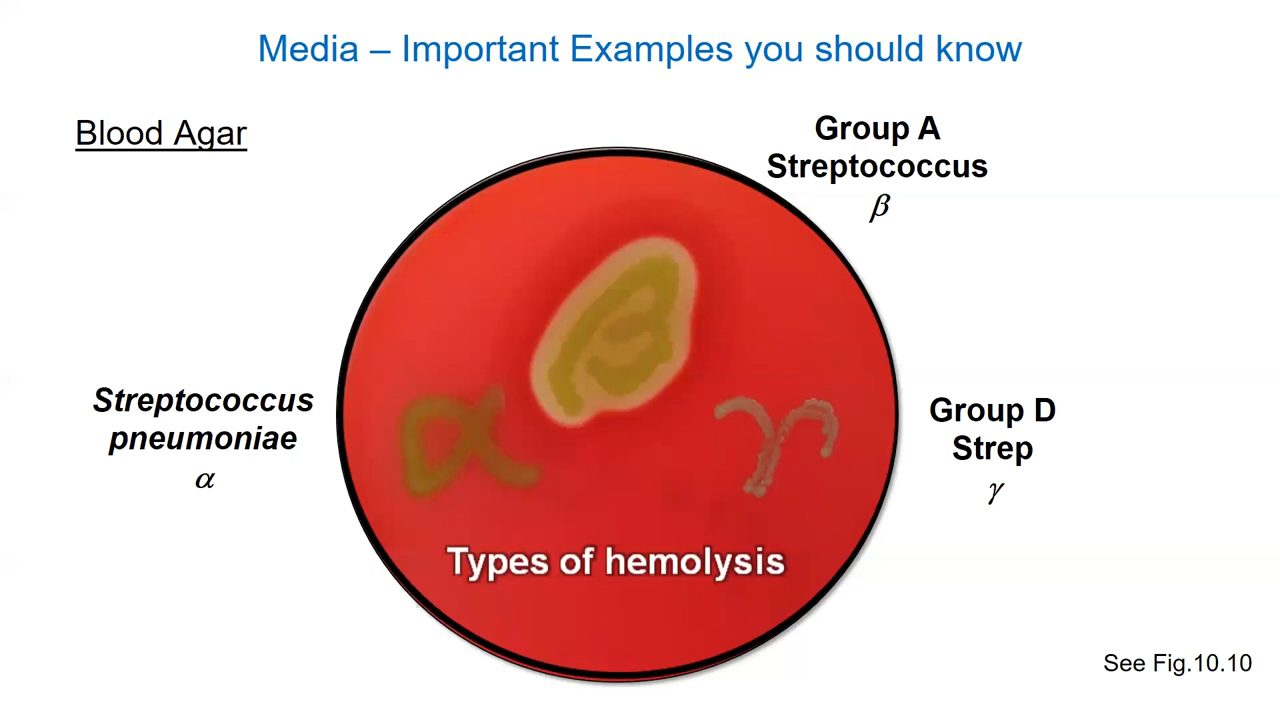 Media – Important Examples you should know
Blood Agar
Group A
Streptococcus
β
Streptococcus
pneumoniae
α
Group D
Strep
γ
α
β
γ
Types of hemolysis
See Fig.10.10